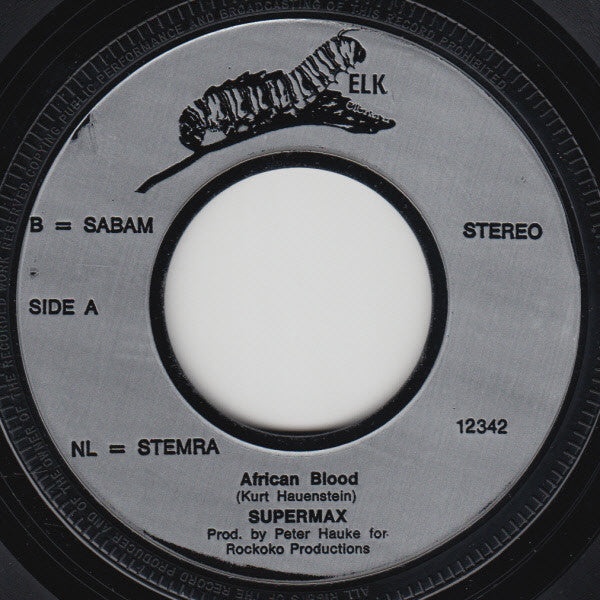 ELK
B = SABAM
STEREO
SIDE A
NL = STEMRA
12342
African Blood
(Kurt Hauenstein)
SUPERMAX
Prod. by Peter Hauke for
Rockoko Productions